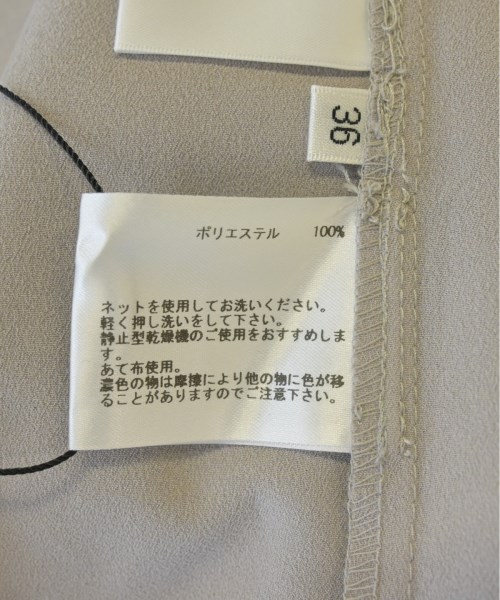 36
ポリエステル 100%
ネットを使用してお洗いください。
軽く押し洗いをして下さい。
静止型乾燥機のご使用をおすすめしま
す。
あて布使用。
濃色の物は摩擦により他の物に色が移
ることがありますのでご注意下さい。